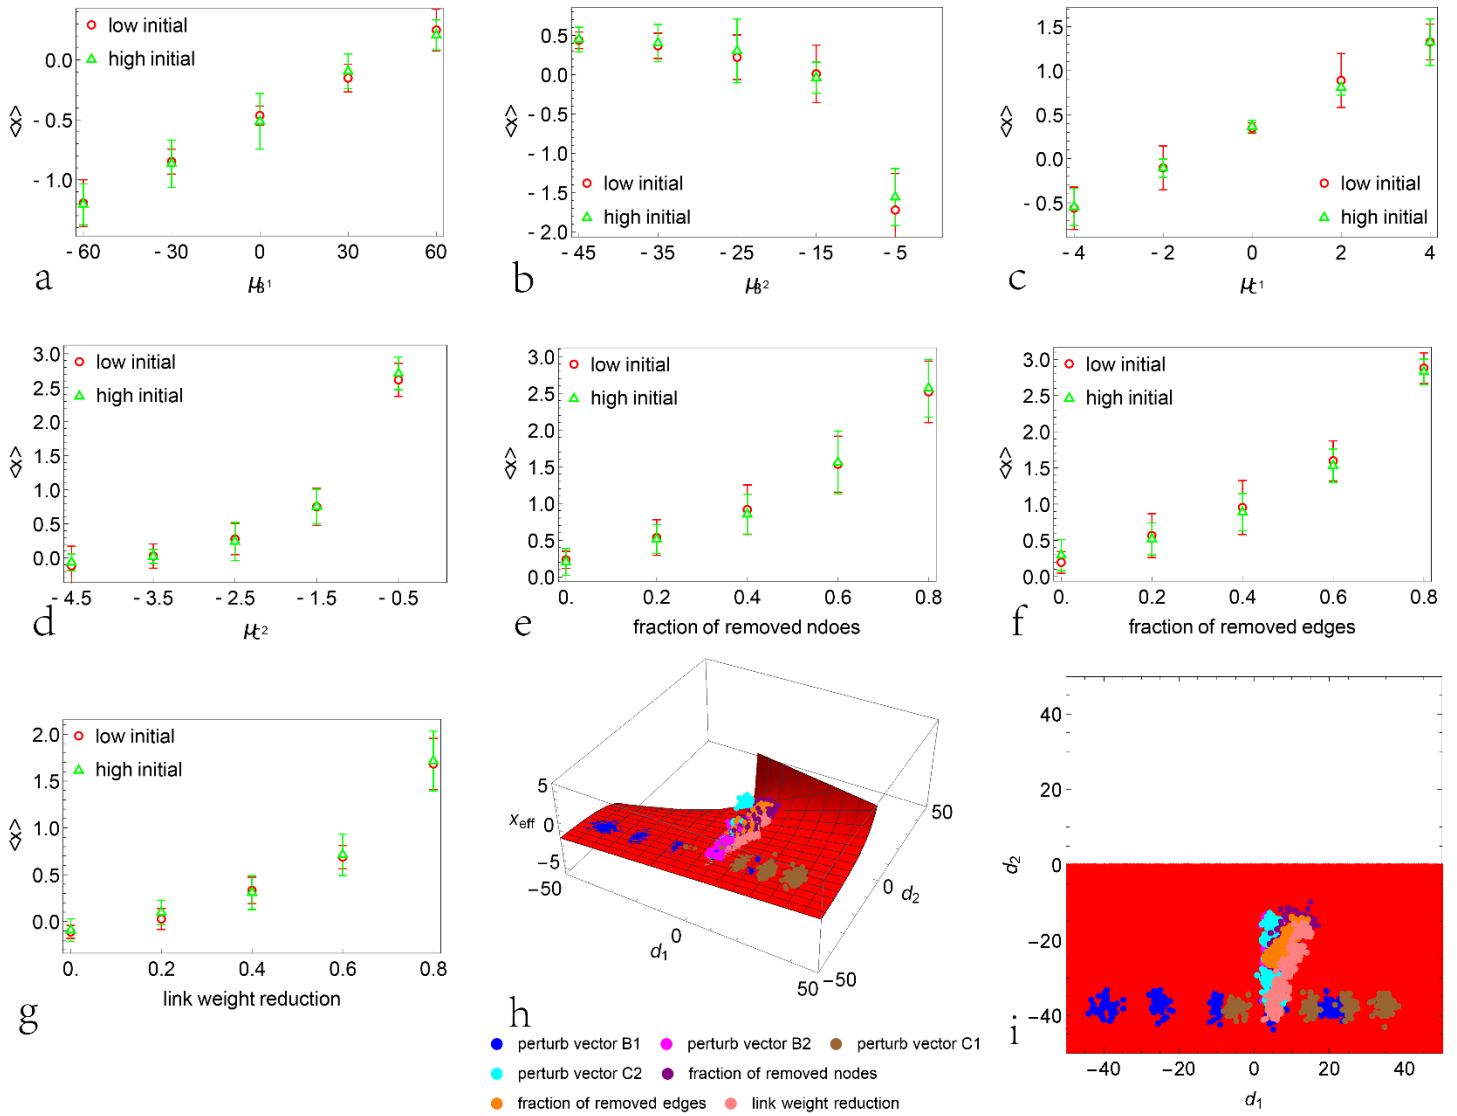 low initial
high initial
0.0
- 0.5
- 1.0
<x>
- 60
- 30
0
30
60
μB1
a
0.5
0.0
- 0.5
- 1.0
- 1.5
- 2.0
<x>
low initial
high initial
- 45
- 35
- 25
- 15
- 5
μB2
b
1.5
1.0
0.5
0.0
- 0.5
<x>
low initial
high initial
- 4
- 2
0
2
4
μC1
c
3.0
2.5
2.0
1.5
1.0
0.5
0.0
<x>
low initial
high initial
- 4.5
- 3.5
- 2.5
- 1.5
- 0.5
μC2
d
3.0
2.5
2.0
1.5
1.0
0.5
0.0
<x>
low initial
high initial
0.
0.2
0.4
0.6
0.8
fraction of removed ndoes
e
3.0
2.5
2.0
1.5
1.0
0.5
0.0
<x>
low initial
high initial
0.
0.2
0.4
0.6
0.8
fraction of removed edges
f
2.0
1.5
1.0
0.5
0.0
<x>
low initial
high initial
0.
0.2
0.4
0.6
0.8
link weight reduction
g
5
0
−5
xeff
−50
0
50
d1
50
0
−50
d2
h
40
20
0
−20
−40
d2
−40
−20
0
20
40
d1
i
perturb vector B1
perturb vector B2
perturb vector C1
perturb vector C2
fraction of removed nodes
fraction of removed edges
link weight reduction